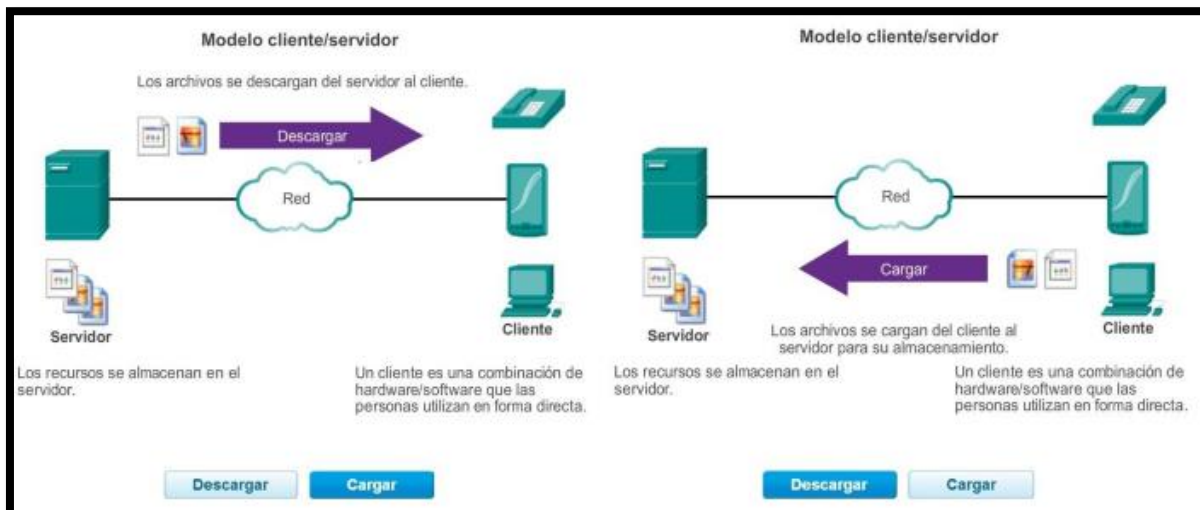 Modelo cliente/servidor
Los archivos se descargan del servidor al cliente.
Descargar
Red
Servidor
Cliente
Los recursos se almacenan en el
servidor.
Un cliente es una combinación de
hardware/software que las
personas utilizan en forma directa.
Descargar
Cargar
Modelo cliente/servidor
Red
Cargar
Servidor
Los archivos se cargan del cliente al
servidor para su almacenamiento.
Cliente
Los recursos se almacenan en el
servidor.
Un cliente es una combinación de
hardware/software que las
personas utilizan en forma directa.
Descargar
Cargar